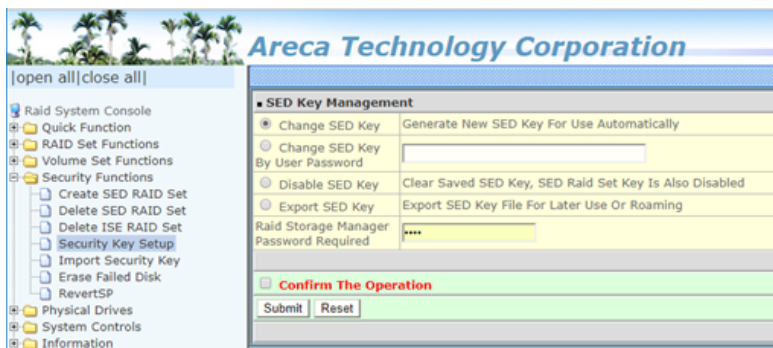 Areca Technology Corporation
|open all|close all|
Raid System Console
Quick Function
RAID Set Functions
Volume Set Functions
Security Functions
Create SED RAID Set
Delete SED RAID Set
Delete ISE RAID Set
Security Key Setup
Import Security Key
Erase Failed Disk
RevertSP
Physical Drives
System Controls
Information
SED Key Management
Change SED Key Generate New SED Key For Use Automatically
Change SED Key
By User Password
Disable SED Key Clear Saved SED Key, SED Raid Set Key Is Also Disabled
Export SED Key Export SED Key File For Later Use Or Roaming
Raid Storage Manager
Password Required ••••
Confirm The Operation
Submit Reset